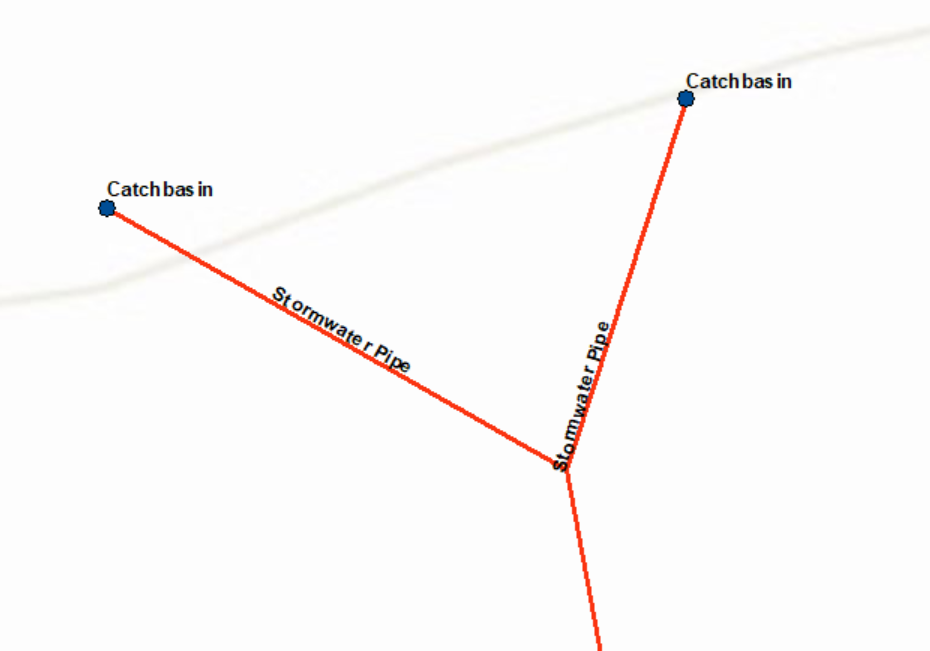 Catchbasin
Catchbasin
Stormwater Pipe
Stormwater Pipe